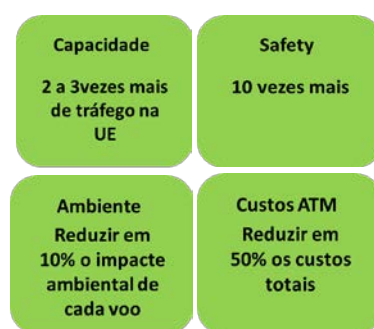 Capacidade
2 a 3vezes mais
de tráfego na
UE
Safety
10 vezes mais
Ambiente
Reduzir em
10% o impacte
ambiental de
cada voo
Custos ATM
Reduzir em
50% os custos
totais